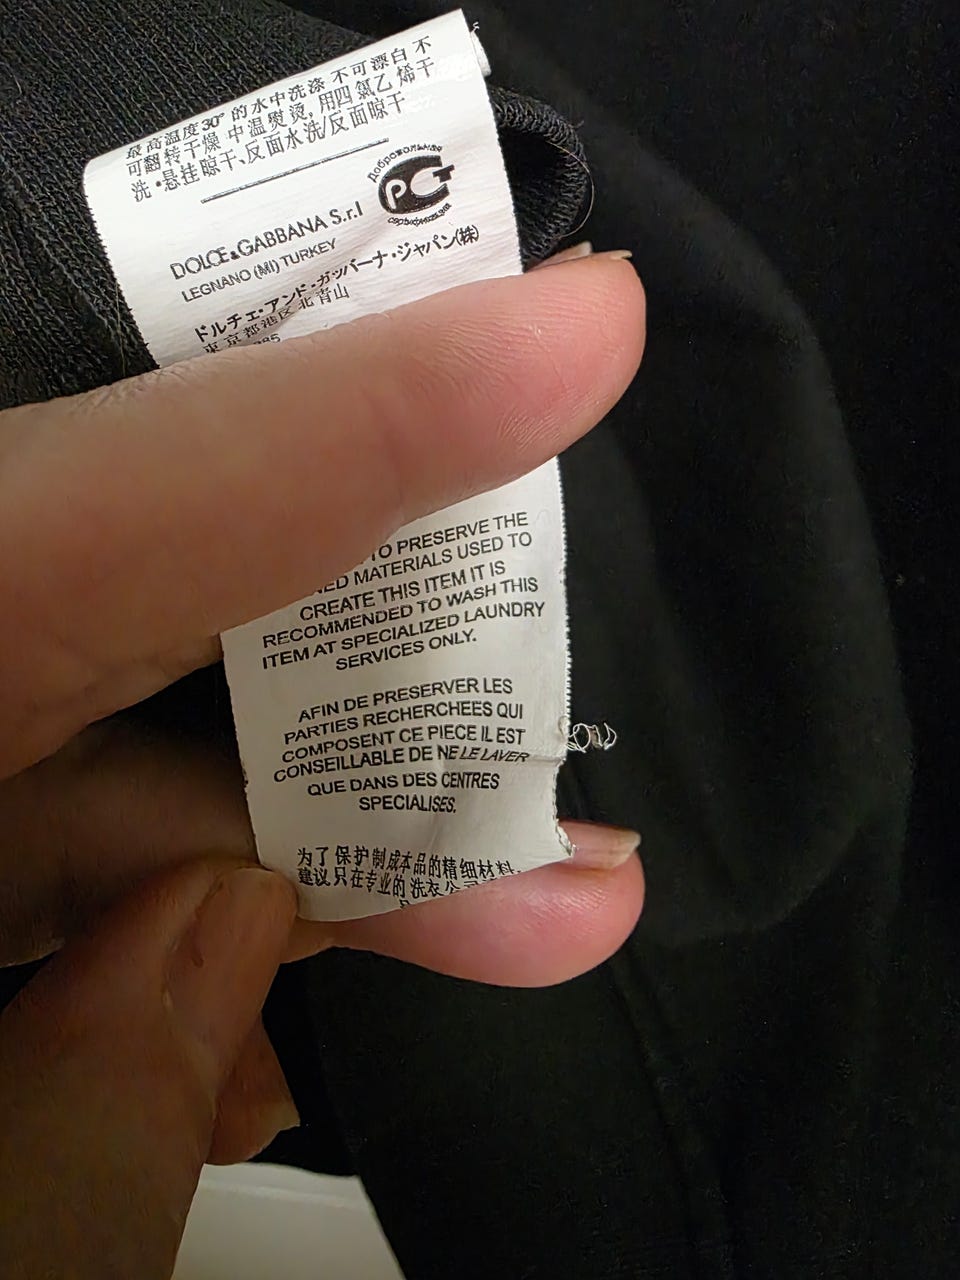 最高温度30°的水中洗涤 不可漂白 不
可翻转干燥 中温熨烫, 用四氯乙烯干
洗 • 悬挂晾干、反面水洗/反面晾干
Добровольная
РСТ
сертификация
DOLCE & GABBANA S.r.l
LEGNANO (MI) TURKEY
ドルチェ・アンド・ガッバーナ・ジャパン(株)
東京都港区北青山
985
TO PRESERVE THE
MATERIALS USED TO
CREATE THIS ITEM IT IS
RECOMMENDED TO WASH THIS
ITEM AT SPECIALIZED LAUNDRY
SERVICES ONLY.
AFIN DE PRESERVER LES
PARTIES RECHERCHEES QUI
COMPOSENT CE PIECE IL EST
CONSEILLABLE DE NE LE LAVER
QUE DANS DES CENTRES
SPECIALISES.
为了保护制成本品的精细材料,
建议只在专业的洗衣公司